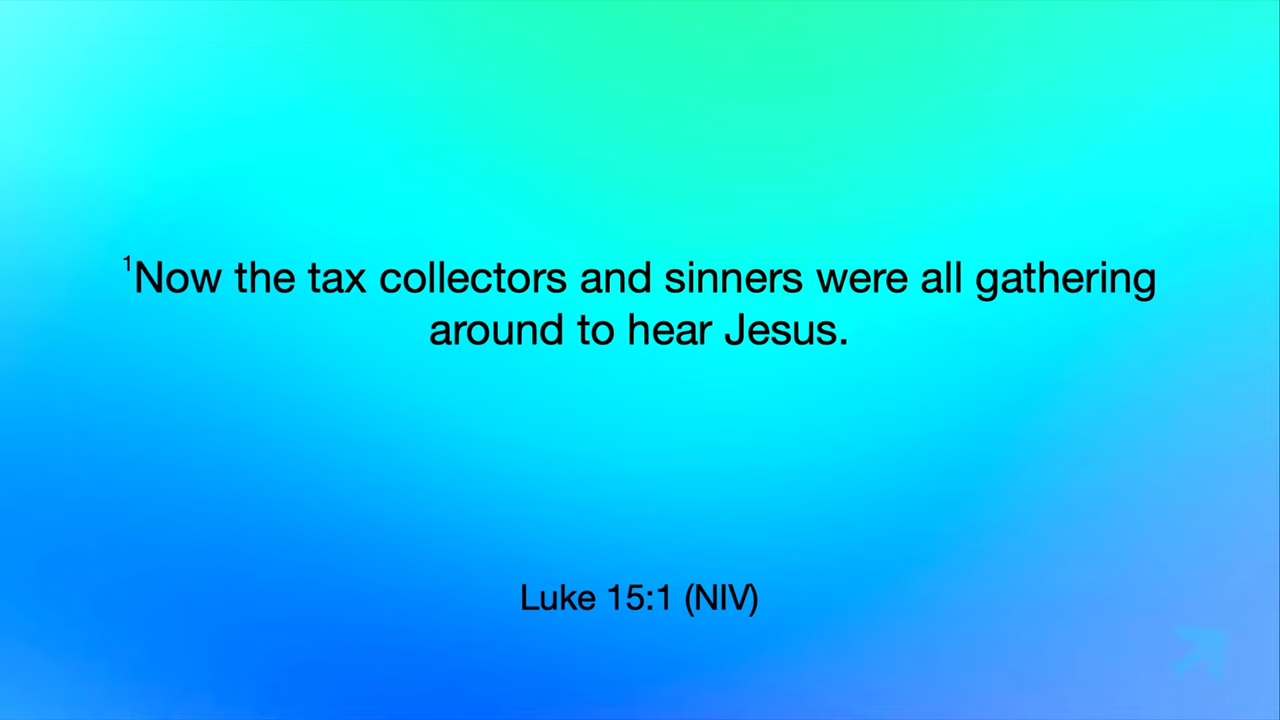 ¹Now the tax collectors and sinners were all gathering
around to hear Jesus.
Luke 15:1 (NIV)